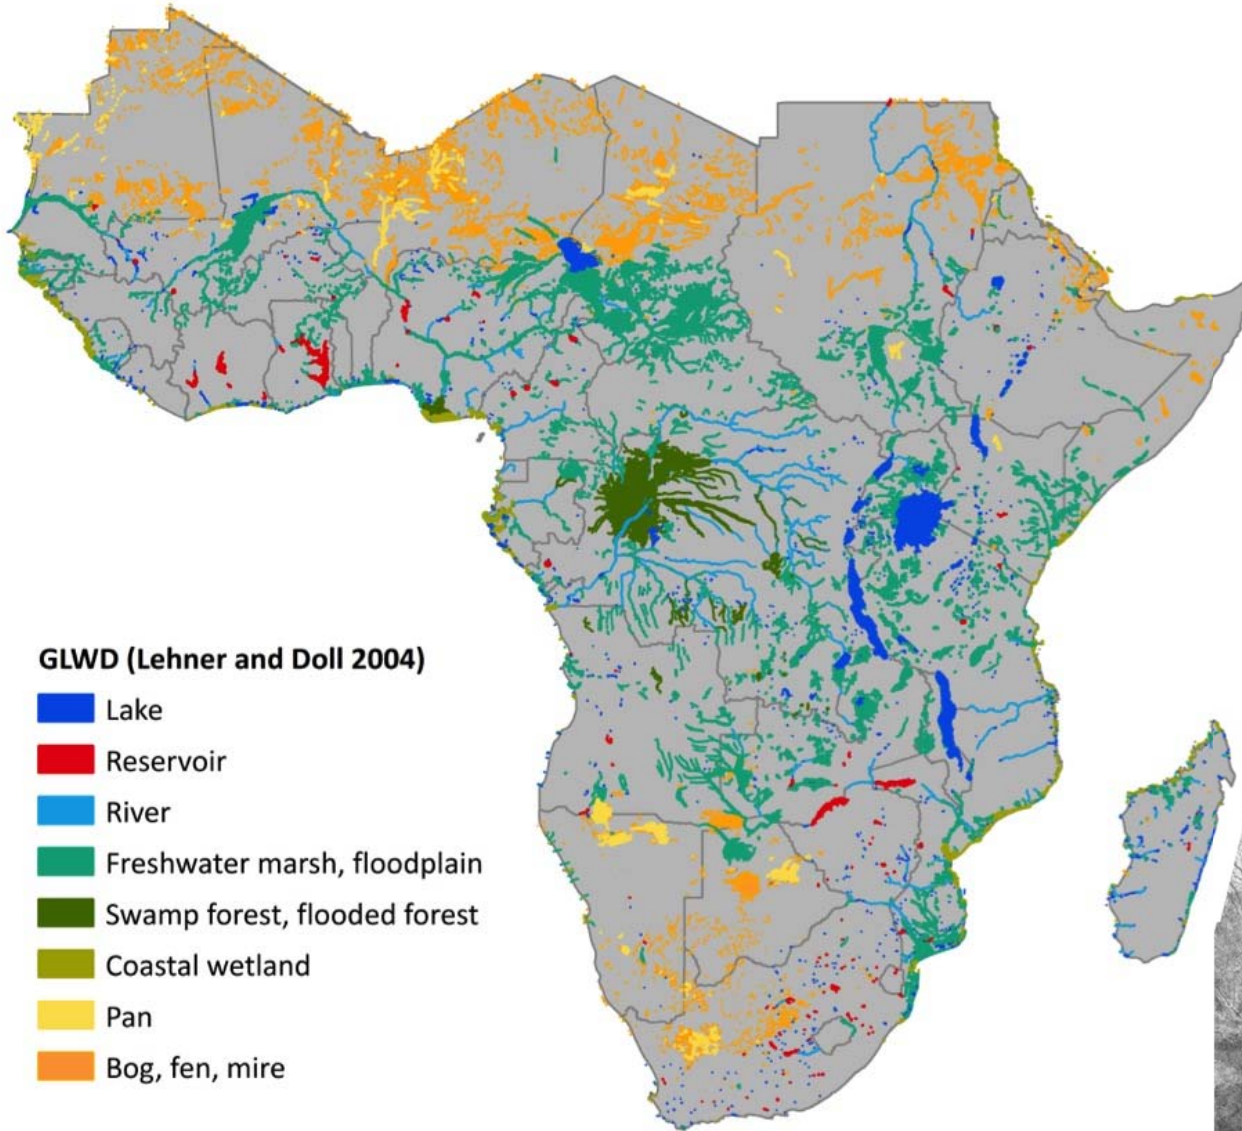 GLWD (Lehner and Doll 2004)
Lake
Reservoir
River
Freshwater marsh, floodplain
Swamp forest, flooded forest
Coastal wetland
Pan
Bog, fen, mire